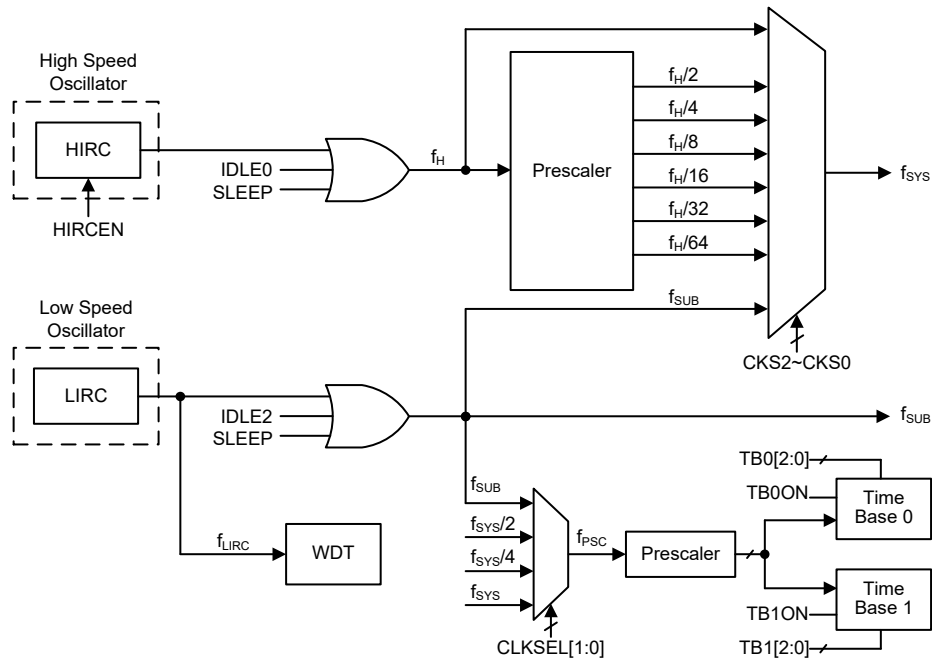 High Speed
Oscillator
HIRC
HIRCEN
IDLE0
SLEEP
fH
Prescaler
fH/2
fH/4
fH/8
fH/16
fH/32
fH/64
fSUB
CKS2~CKS0
fSYS
Low Speed
Oscillator
LIRC
IDLE2
SLEEP
fSUB
fLIRC
WDT
fSUB
fSYS/2
fSYS/4
fSYS
CLKSEL[1:0]
fPSC
Prescaler
TB0[2:0]
TB0ON
Time
Base 0
Time
Base 1
TB1ON
TB1[2:0]